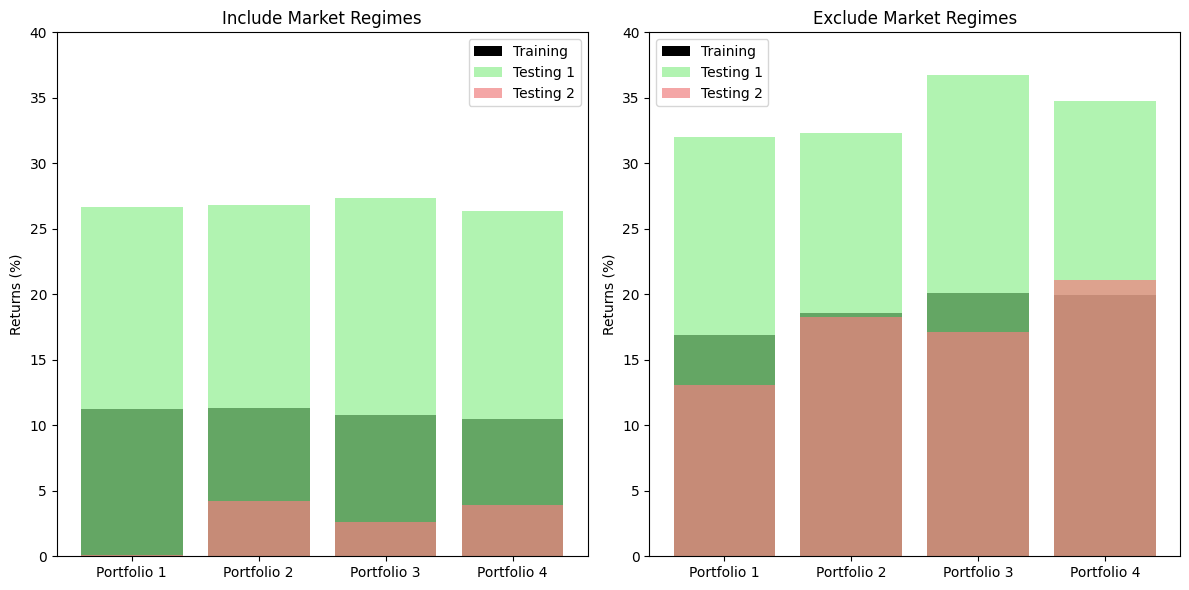 Include Market Regimes
Returns (%)
40
35
30
25
20
15
10
5
0
Training
Testing 1
Testing 2
Portfolio 1
Portfolio 2
Portfolio 3
Portfolio 4
Exclude Market Regimes
Returns (%)
40
35
30
25
20
15
10
5
0
Training
Testing 1
Testing 2
Portfolio 1
Portfolio 2
Portfolio 3
Portfolio 4